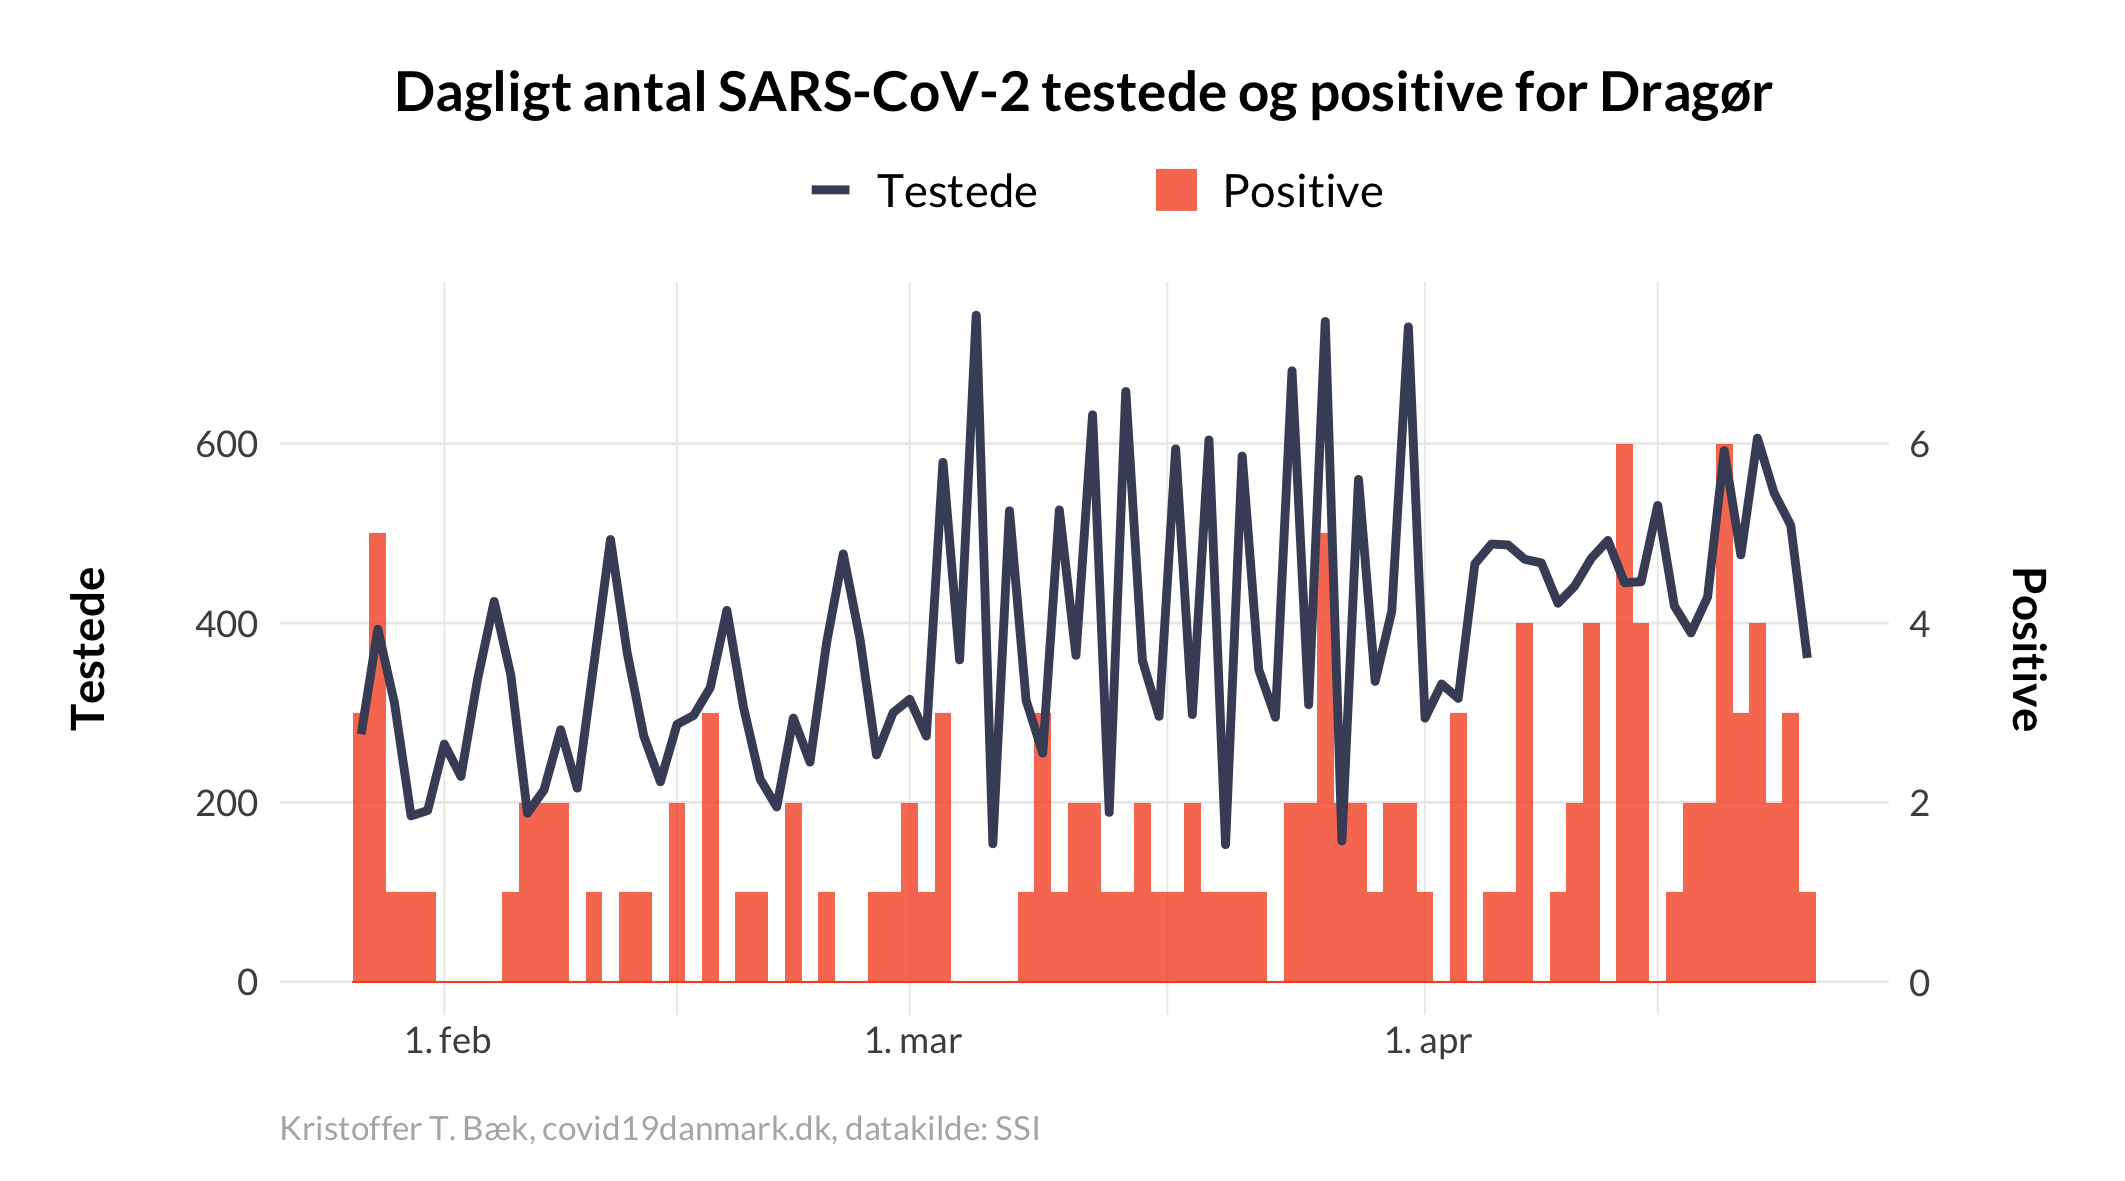 Dagligt antal SARS-CoV-2 testede og positive for Dragør
Testede
Positive
600
400
200
0
Testede
6
4
2
0
Positive
1. feb
1. mar
1. apr
Kristoffer T. Bæk, covid19danmark.dk, datakilde: SSI